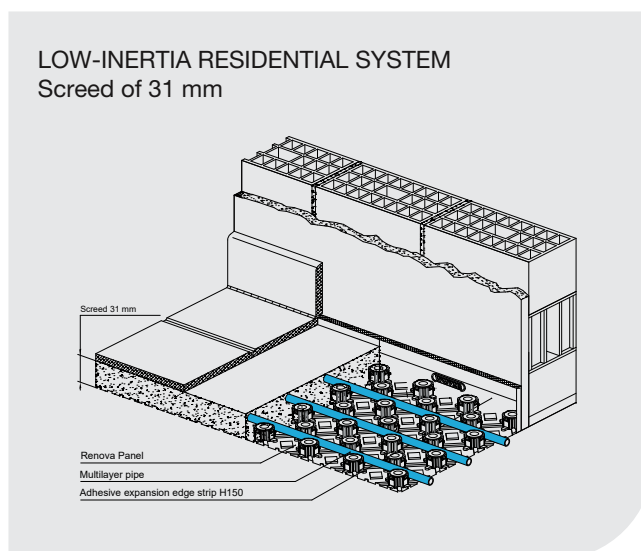 LOW-INERTIA RESIDENTIAL SYSTEM
Screed of 31 mm
Screed 31 mm
Renova Panel
Multilayer pipe
Adhesive expansion edge strip H150